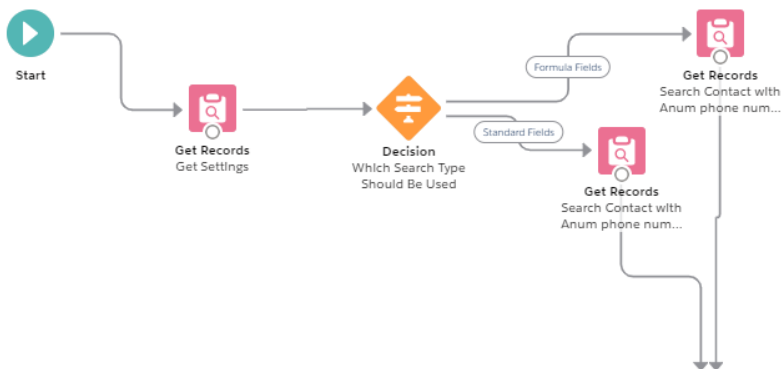 Start
Get Records
Get Settings
Decision
Which Search Type
Should Be Used
Formula Fields
Standard Fields
Get Records
Search Contact with
Anum phone num...
Get Records
Search Contact with
Anum phone num...